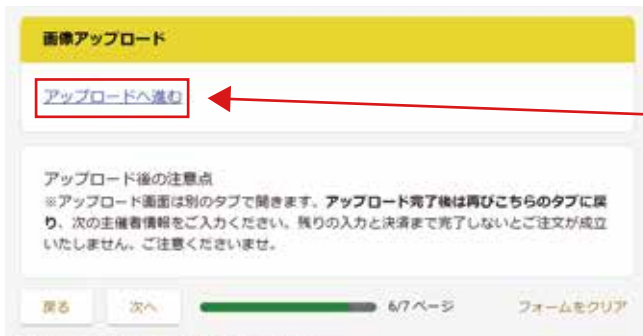 画像アップロード
アップロードへ進む
アップロード後の注意点
※アップロード画面は別のタブで開きます。アップロード完了後は再びこちらのタブに戻
り、次の主催者情報をご入力ください。残りの入力と決済まで完了しないとご注文が成立
いたしません。ご注意くださいませ。
戻る 次へ 6/7 ページ フォームをクリア